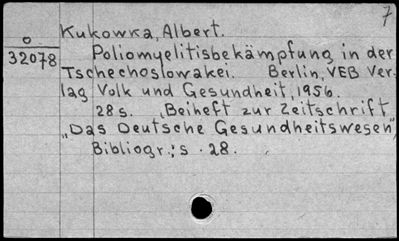 7
Kukowka, Albert.
o
32078
Poliomyelitisbekämpfung in der
Tschechoslowakei. Berlin, VEB Ver-
lag Volk und Gesundheit, 1956.
28 s. „Beiheft zur Zeitschrift
„Das Deutsche Gesundheitswesen"
Bibliogr.: s. 28.